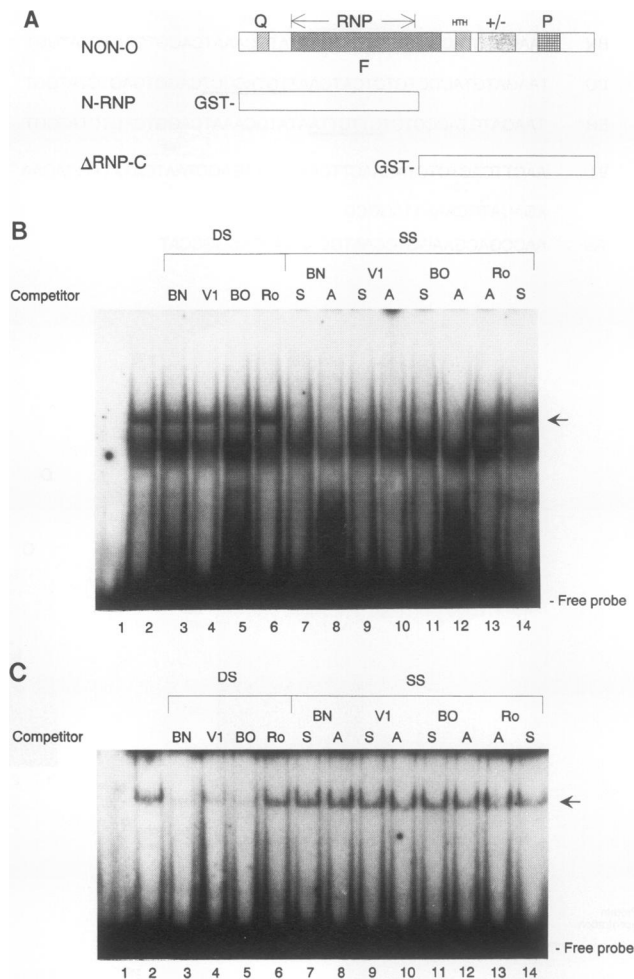 A
Q RNP HTH +/- P
NON-O
F
N-RNP GST-
ΔRNP-C GST-
B
DS SS
BN V1 BO Ro
Competitor BN V1 BO Ro S A S A S A A S
- Free probe
1 2 3 4 5 6 7 8 9 10 11 12 13 14
C
DS SS
BN V1 BO Ro
Competitor BN V1 BO Ro S A S A S A A S
- Free probe
1 2 3 4 5 6 7 8 9 10 11 12 13 14